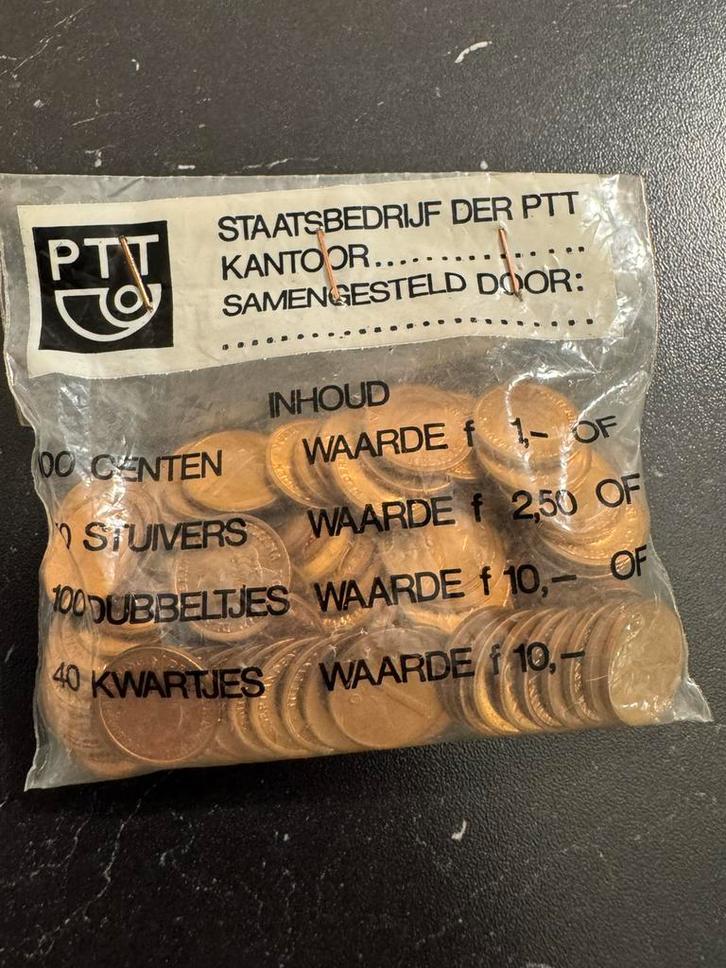 PTT
STAATSBEDRIJF DER PTT
KANTOOR..............
SAMENGESTELD DOOR:
..............................
INHOUD
00 CENTEN WAARDE f 1,- OF
0 STUIVERS WAARDE f 2,50 OF
100 DUBBELTJES WAARDE f 10,- OF
40 KWARTJES WAARDE f 10,-